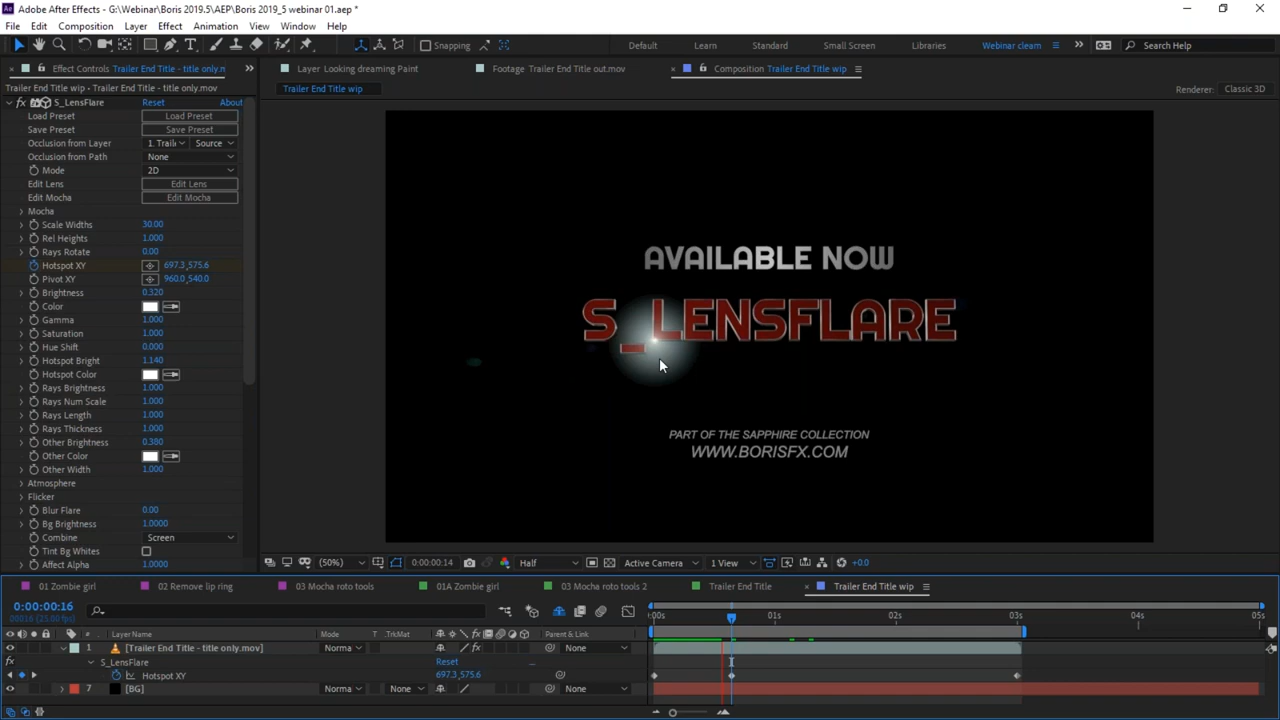 Adobe After Effects - G:\Webinar\Boris 2019_5\AEP\Boris 2019_5 webinar 01.aep *
File Edit Composition Layer Effect Animation View Window Help
Snapping Default Learn Standard Small Screen Libraries Webinar cleam Search Help
Effect Controls Trailer End Title - title only.m Layer Looking dreaming Paint Footage Trailer End Title out.mov Composition Trailer End Title wip
Trailer End Title wip • Trailer End Title - title only.mov Trailer End Title wip Renderer: Classic 3D
fx S_LensFlare Reset About
Load Preset Load Preset
Save Preset Save Preset
Occlusion from Layer 1. Trail Source
Occlusion from Path None
Mode 2D
Edit Lens Edit Lens
Edit Mocha Edit Mocha
Mocha
Scale Widths 30.00
Rel Heights 1.000
Rays Rotate 0.00
Hotspot XY 697.3,575.6
Pivot XY 960.0,540.0
Brightness 0.320
Color
Gamma 1.000
Saturation 1.000
Hue Shift 0.000
Hotspot Bright 1.140
Hotspot Color
Rays Brightness 1.000
Rays Num Scale 1.000
Rays Length 1.000
Rays Thickness 1.000
Other Brightness 0.380
Other Color
Other Width 1.000
Atmosphere
Flicker
Blur Flare 0.00
Bg Brightness 1.0000
Combine Screen
Tint Bg Whites
Affect Alpha 1.0000
AVAILABLE NOW
S_LENSFLARE
PART OF THE SAPPHIRE COLLECTION
WWW.BORISFX.COM
(50%) 0:00:00:14 Half Active Camera 1 View +0.0
01 Zombie girl 02 Remove lip ring 03 Mocha roto tools 01A Zombie girl 03 Mocha roto tools 2 Trailer End Title Trailer End Title wip
0:00:00:16
00016 (25.00 fps)
:00s 01s 02s 03s 04s 05s
# Layer Name Mode T .TrkMat Parent & Link
1 [Trailer End Title - title only.mov] Norma None
fx S_LensFlare Reset
Hotspot XY 697.3,575.6
7 [BG] Norma None None